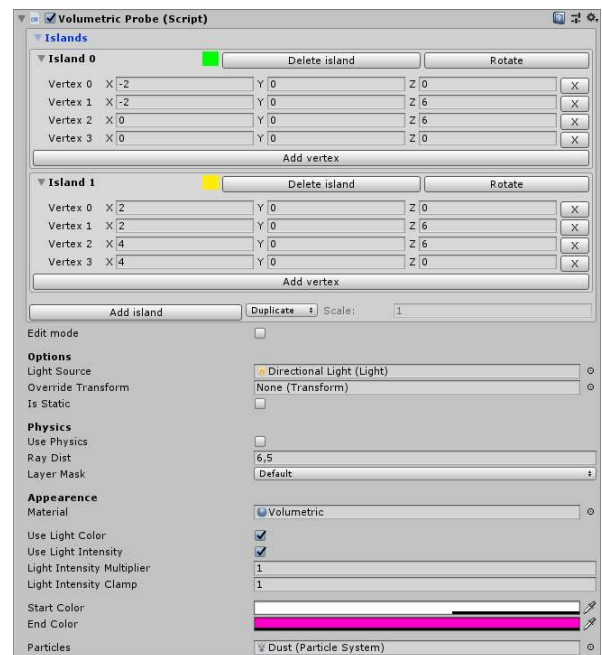 Volumetric Probe (Script)
Islands
Island 0 Delete island Rotate
Vertex 0 X -2 Y 0 Z 0 X
Vertex 1 X -2 Y 0 Z 6 X
Vertex 2 X 0 Y 0 Z 6 X
Vertex 3 X 0 Y 0 Z 0 X
Add vertex
Island 1 Delete island Rotate
Vertex 0 X 2 Y 0 Z 0 X
Vertex 1 X 2 Y 0 Z 6 X
Vertex 2 X 4 Y 0 Z 6 X
Vertex 3 X 4 Y 0 Z 0 X
Add vertex
Add island Duplicate Scale: 1
Edit mode
Options
Light Source Directional Light (Light)
Override Transform None (Transform)
Is Static
Physics
Use Physics
Ray Dist 6,5
Layer Mask Default
Appearence
Material Volumetric
Use Light Color
Use Light Intensity
Light Intensity Multiplier 1
Light Intensity Clamp 1
Start Color
End Color
Particles Dust (Particle System)